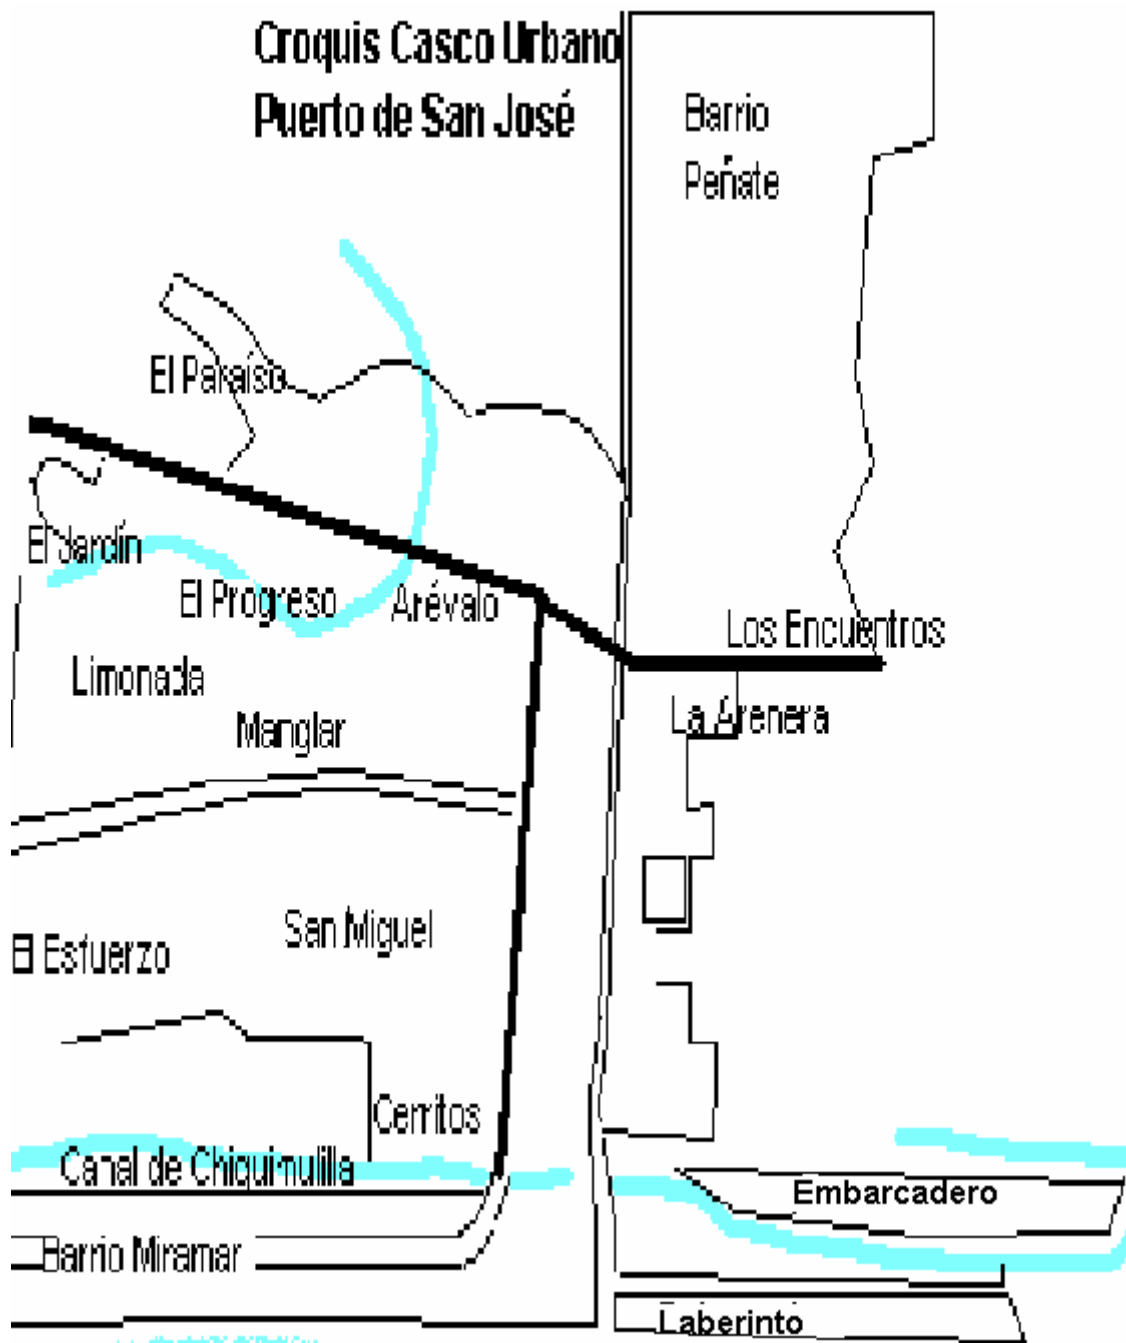 Croquis Casco Urbano
Puerto de San José
Barrio
Peñate
El Paraíso
El Jardín
El Progreso
Arévalo
Los Encuentros
Limonada
Manglar
La Arenera
San Miguel
El Esfuerzo
Cerritos
Canal de Chiquimulilla
Embarcadero
Barrio Miramar
Laberinto